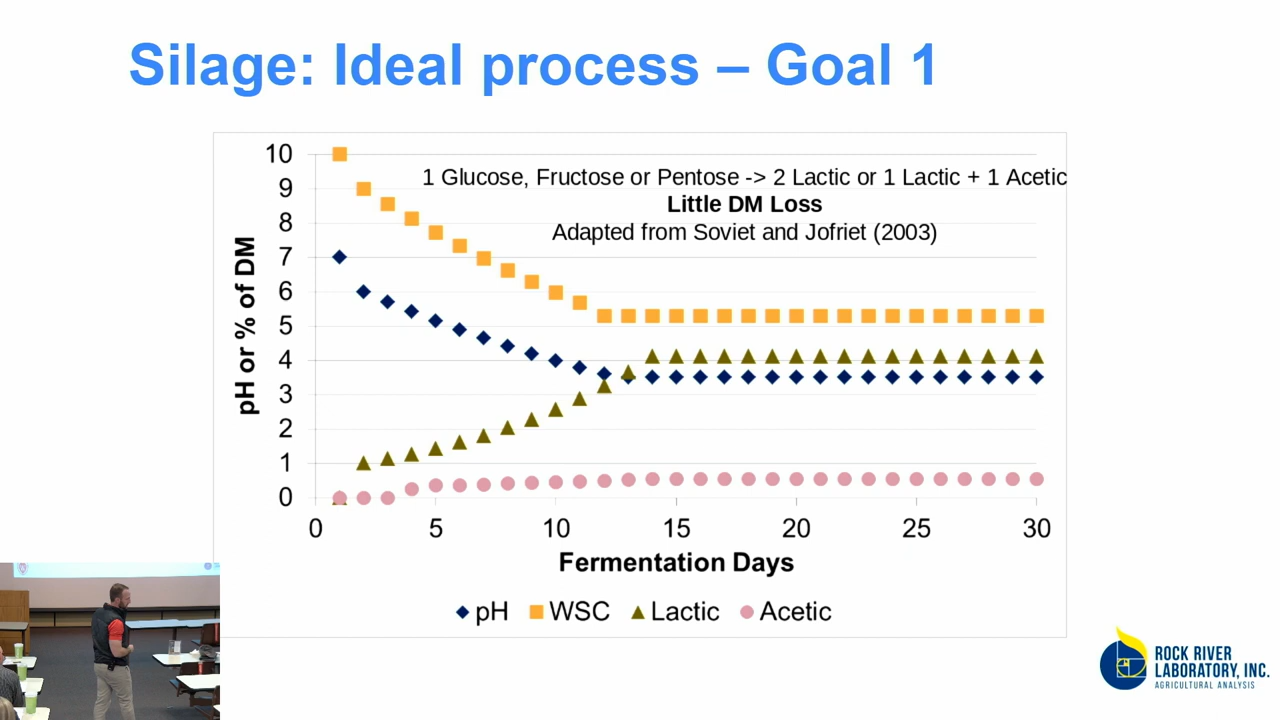 Silage: Ideal process – Goal 1
1 Glucose, Fructose or Pentose -> 2 Lactic or 1 Lactic + 1 Acetic
Little DM Loss
Adapted from Soviet and Jofriet (2003)
pH or % of DM
10
9
8
7
6
5
4
3
2
1
0
0 5 10 15 20 25 30
Fermentation Days
pH WSC Lactic Acetic
ROCK RIVER
LABORATORY, INC.
AGRICULTURAL ANALYSIS